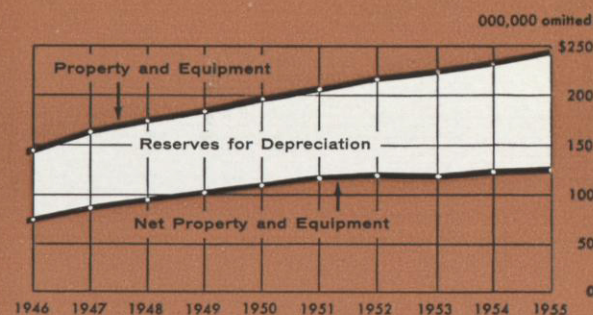 000,000 omitted
$250
Property and Equipment
200
Reserves for Depreciation
150
100
Net Property and Equipment
50
0
1946 1947 1948 1949 1950 1951 1952 1953 1954 1955